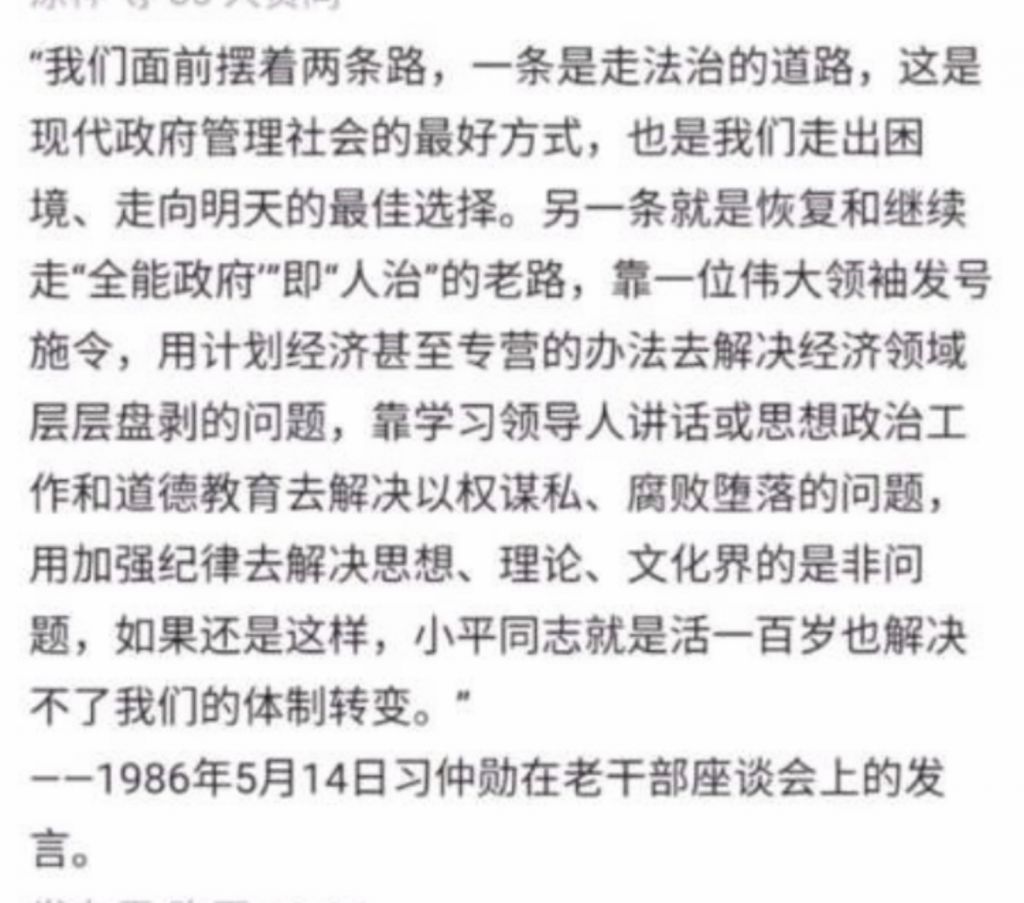 “我们面前摆着两条路，一条是走法治的道路，这是
现代政府管理社会的最好方式，也是我们走出困
境、走向明天的最佳选择。另一条就是恢复和继续
走“全能政府’”即“人治”的老路，靠一位伟大领袖发号
施令，用计划经济甚至专营的办法去解决经济领域
层层盘剥的问题，靠学习领导人讲话或思想政治工
作和道德教育去解决以权谋私、腐败堕落的问题，
用加强纪律去解决思想、理论、文化界的是非问
题，如果还是这样，小平同志就是活一百岁也解决
不了我们的体制转变。”
——1986年5月14日习仲勋在老干部座谈会上的发
言。